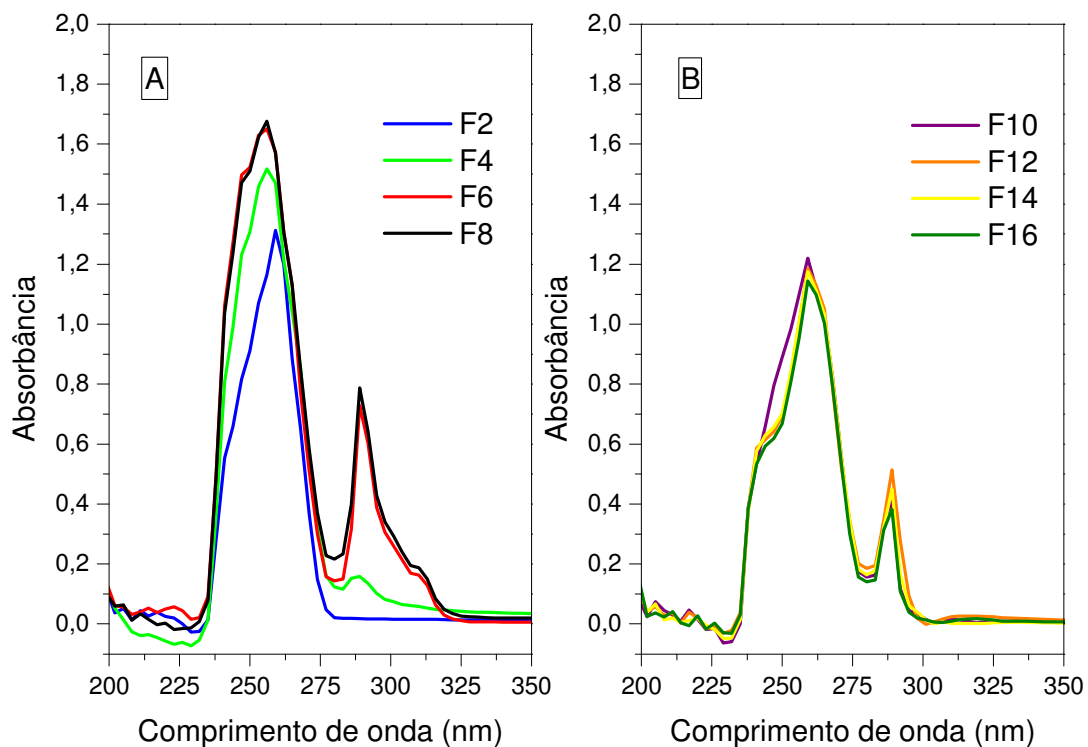 A
2,0
1,8
1,6
1,4
1,2
1,0
0,8
0,6
0,4
0,2
0,0
Absorbância
F2
F4
F6
F8
200 225 250 275 300 325 350
Comprimento de onda (nm)
B
2,0
1,8
1,6
1,4
1,2
1,0
0,8
0,6
0,4
0,2
0,0
Absorbância
F10
F12
F14
F16
200 225 250 275 300 325 350
Comprimento de onda (nm)